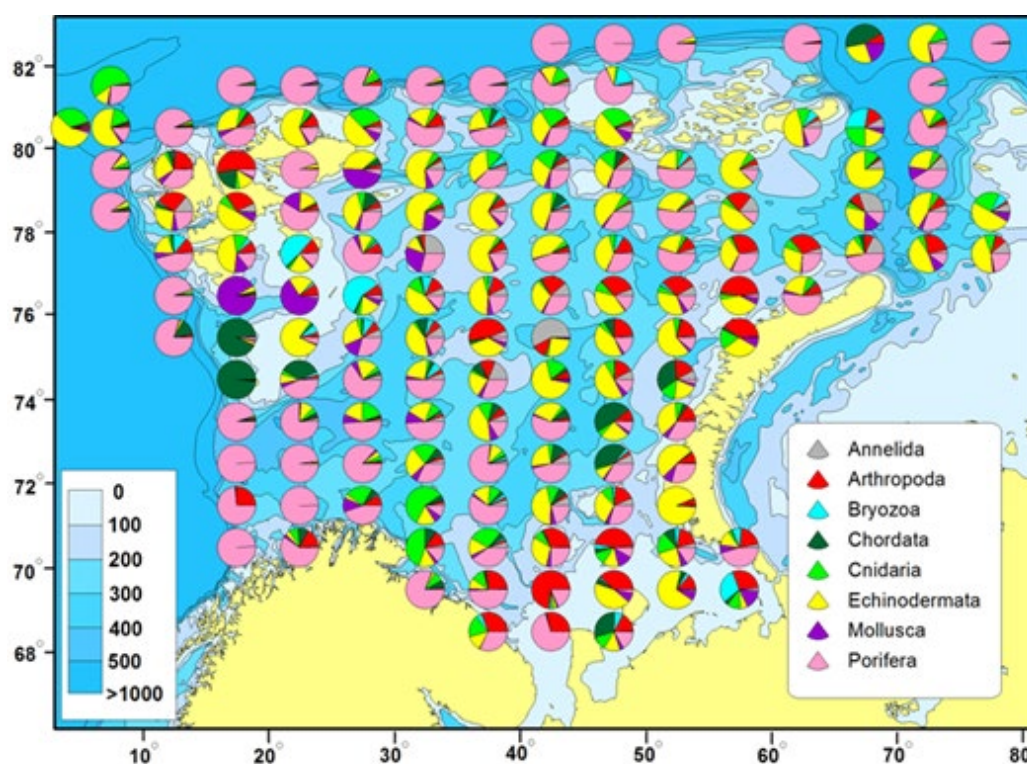 82°
80°
78°
76°
74°
72°
70°
68°
0
100
200
300
400
500
>1000
Annelida
Arthropoda
Bryozoa
Chordata
Cnidaria
Echinodermata
Mollusca
Porifera
10° 20° 30° 40° 50° 60° 70° 80